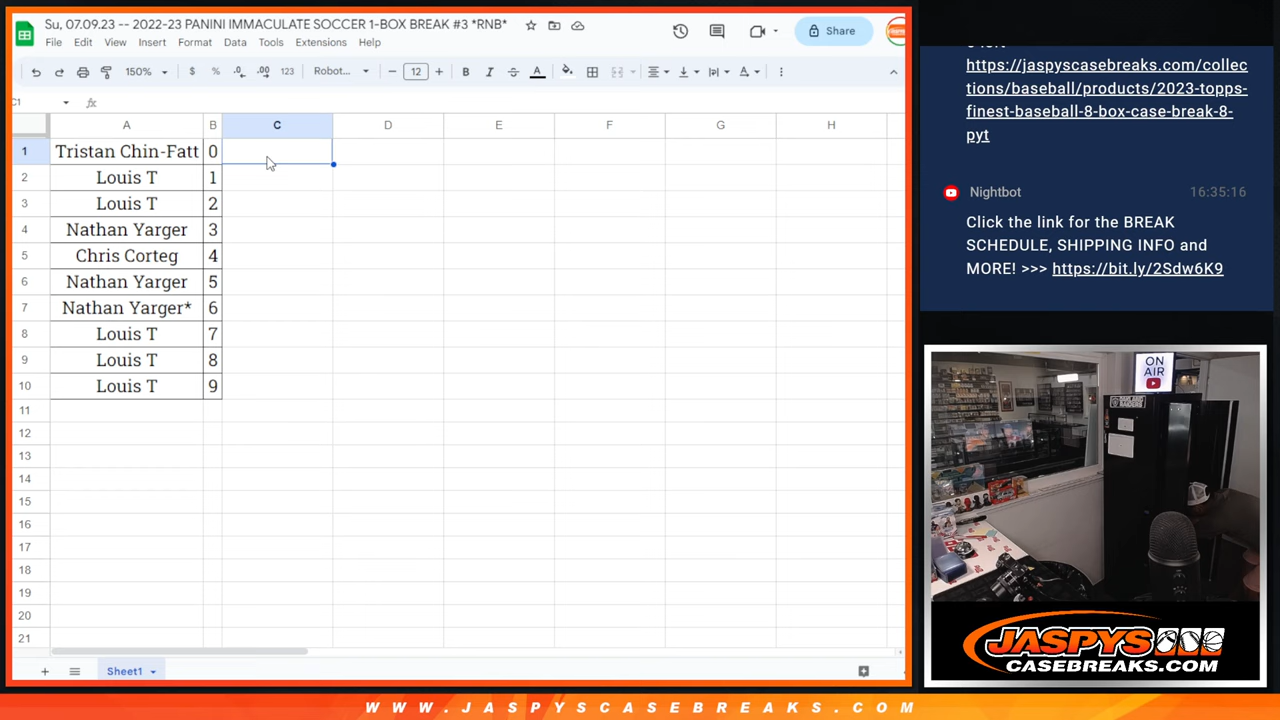 Su, 07.09.23 -- 2022-23 PANINI IMMACULATE SOCCER 1-BOX BREAK #3 *RNB*
File Edit View Insert Format Data Tools Extensions Help
Share
150% $ % .0 .00 123 Robot... − 12 + B I S A
C1 fx
A B C D E F G H
1 Tristan Chin-Fatt 0
2 Louis T 1
3 Louis T 2
4 Nathan Yarger 3
5 Chris Corteg 4
6 Nathan Yarger 5
7 Nathan Yarger* 6
8 Louis T 7
9 Louis T 8
10 Louis T 9
11
12
13
14
15
16
17
18
19
20
21
Sheet1
https://jaspyscasebreaks.com/collec
tions/baseball/products/2023-topps-
finest-baseball-8-box-case-break-8-
pyt
Nightbot 16:35:16
Click the link for the BREAK
SCHEDULE, SHIPPING INFO and
MORE! >>> https://bit.ly/2Sdw6K9
ON
AIR
JASPYS
CASEBREAKS.COM
WWW.JASPYSCASEBREAKS.COM